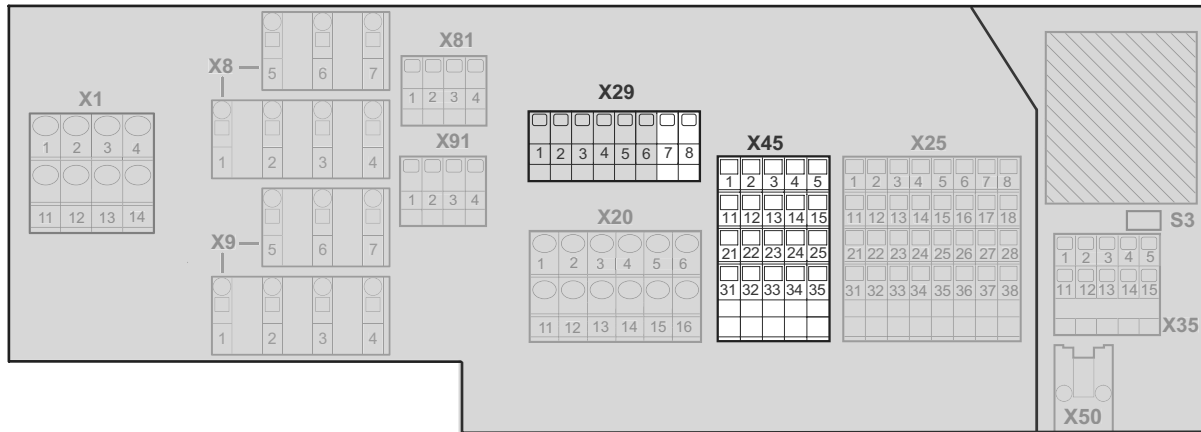 X1
1 2 3 4
11 12 13 14
X8
5 6 7
1 2 3 4
X9
5 6 7
1 2 3 4
X81
1 2 3 4
X91
1 2 3 4
X29
1 2 3 4 5 6 7 8
X20
1 2 3 4 5 6
11 12 13 14 15 16
X45
1 2 3 4 5
11 12 13 14 15
21 22 23 24 25
31 32 33 34 35
X25
1 2 3 4 5 6 7 8
11 12 13 14 15 16 17 18
21 22 23 24 25 26 27 28
31 32 33 34 35 36 37 38
S3
1 2 3 4 5
11 12 13 14 15
X35
X50